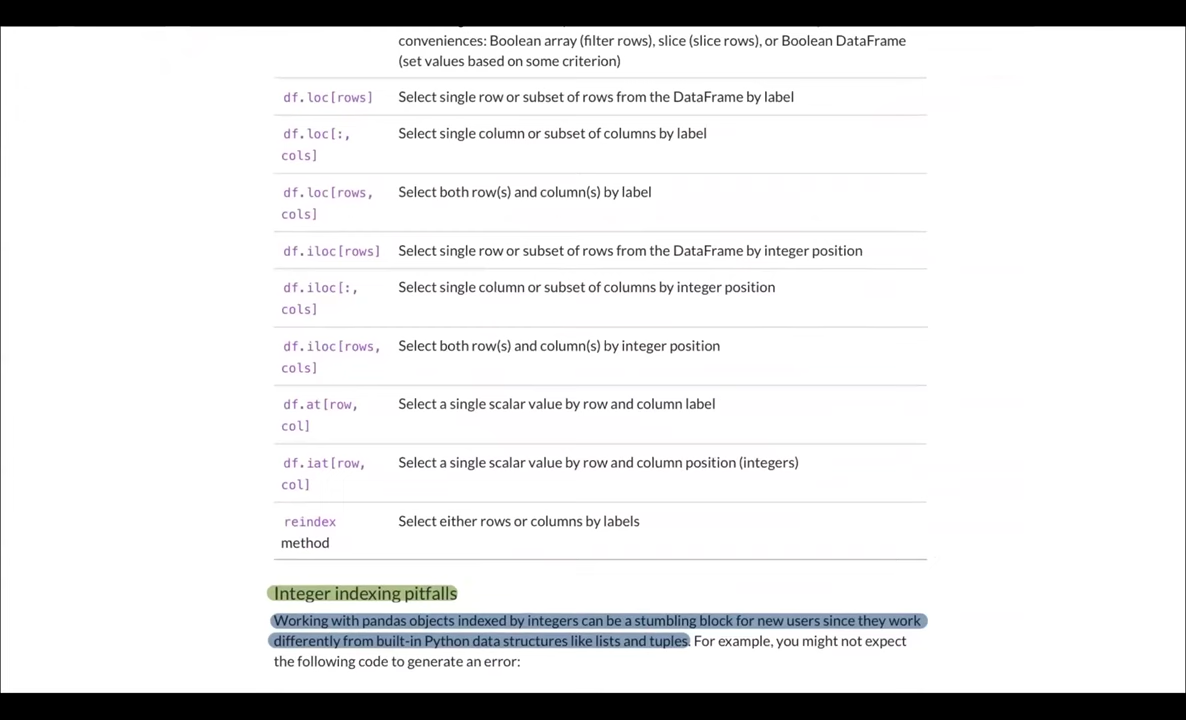 conveniences: Boolean array (filter rows), slice (slice rows), or Boolean DataFrame
(set values based on some criterion)
df.loc[rows] Select single row or subset of rows from the DataFrame by label
df.loc[:, Select single column or subset of columns by label
cols]
df.loc[rows, Select both row(s) and column(s) by label
cols]
df.iloc[rows] Select single row or subset of rows from the DataFrame by integer position
df.iloc[:, Select single column or subset of columns by integer position
cols]
df.iloc[rows, Select both row(s) and column(s) by integer position
cols]
df.at[row, Select a single scalar value by row and column label
col]
df.iat[row, Select a single scalar value by row and column position (integers)
col]
reindex Select either rows or columns by labels
method
Integer indexing pitfalls
Working with pandas objects indexed by integers can be a stumbling block for new users since they work
differently from built-in Python data structures like lists and tuples. For example, you might not expect
the following code to generate an error: